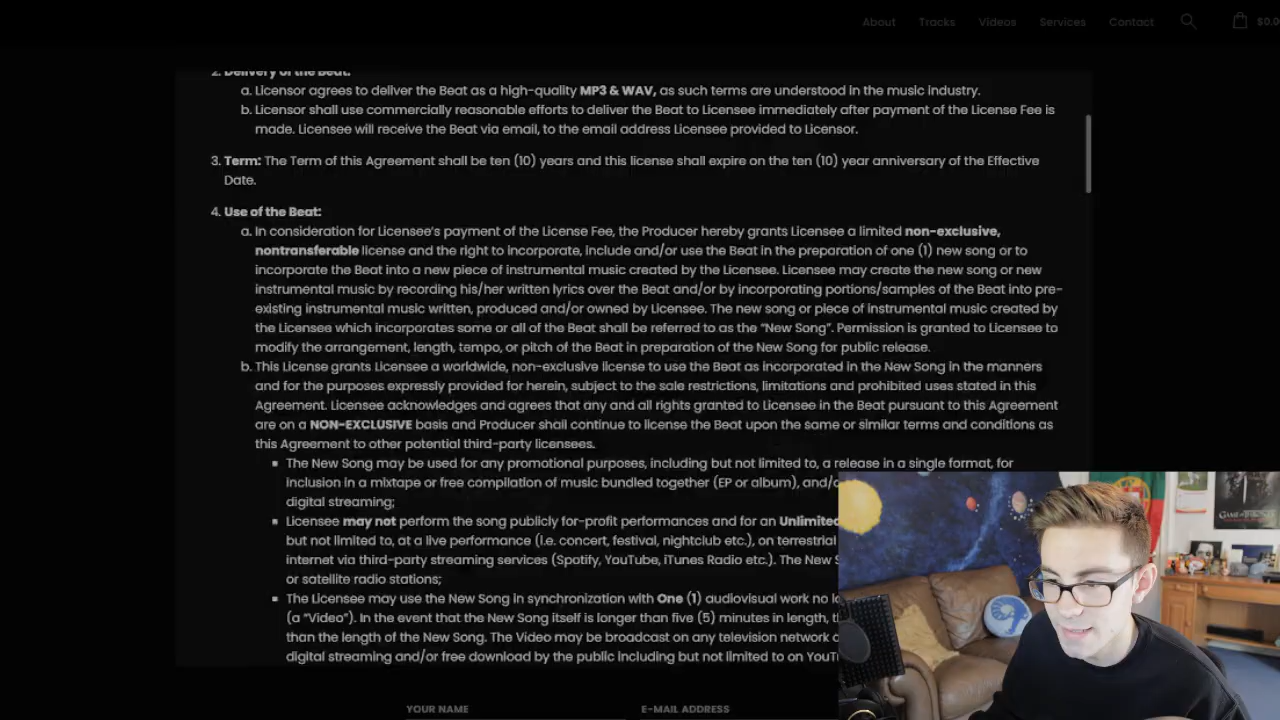 About Tracks Videos Services Contact $0.0
2. Delivery of the Beat:
a. Licensor agrees to deliver the Beat as a high-quality MP3 & WAV, as such terms are understood in the music industry.
b. Licensor shall use commercially reasonable efforts to deliver the Beat to Licensee immediately after payment of the License Fee is
made. Licensee will receive the Beat via email, to the email address Licensee provided to Licensor.
3. Term: The Term of this Agreement shall be ten (10) years and this license shall expire on the ten (10) year anniversary of the Effective
Date.
4. Use of the Beat:
a. In consideration for Licensee's payment of the License Fee, the Producer hereby grants Licensee a limited non-exclusive,
nontransferable license and the right to incorporate, include and/or use the Beat in the preparation of one (1) new song or to
incorporate the Beat into a new piece of instrumental music created by the Licensee. Licensee may create the new song or new
instrumental music by recording his/her written lyrics over the Beat and/or by incorporating portions/samples of the Beat into pre-
existing instrumental music written, produced and/or owned by Licensee. The new song or piece of instrumental music created by
the Licensee which incorporates some or all of the Beat shall be referred to as the “New Song”. Permission is granted to Licensee to
modify the arrangement, length, tempo, or pitch of the Beat in preparation of the New Song for public release.
b. This License grants Licensee a worldwide, non-exclusive license to use the Beat as incorporated in the New Song in the manners
and for the purposes expressly provided for herein, subject to the sale restrictions, limitations and prohibited uses stated in this
Agreement. Licensee acknowledges and agrees that any and all rights granted to Licensee in the Beat pursuant to this Agreement
are on a NON-EXCLUSIVE basis and Producer shall continue to license the Beat upon the same or similar terms and conditions as
this Agreement to other potential third-party licensees.
The New Song may be used for any promotional purposes, including but not limited to, a release in a single format, for
inclusion in a mixtape or free compilation of music bundled together (EP or album), and/o
digital streaming;
Licensee may not perform the song publicly for-profit performances and for an Unlimited
but not limited to, at a live performance (i.e. concert, festival, nightclub etc.), on terrestrial
internet via third-party streaming services (Spotify, YouTube, iTunes Radio etc.). The New S
or satellite radio stations;
The Licensee may use the New Song in synchronization with One (1) audiovisual work no lo
(a “Video”). In the event that the New Song itself is longer than five (5) minutes in length, t
than the length of the New Song. The Video may be broadcast on any television network o
digital streaming and/or free download by the public including but not limited to on YouT
YOUR NAME E-MAIL ADDRESS
GAME OF THRONES